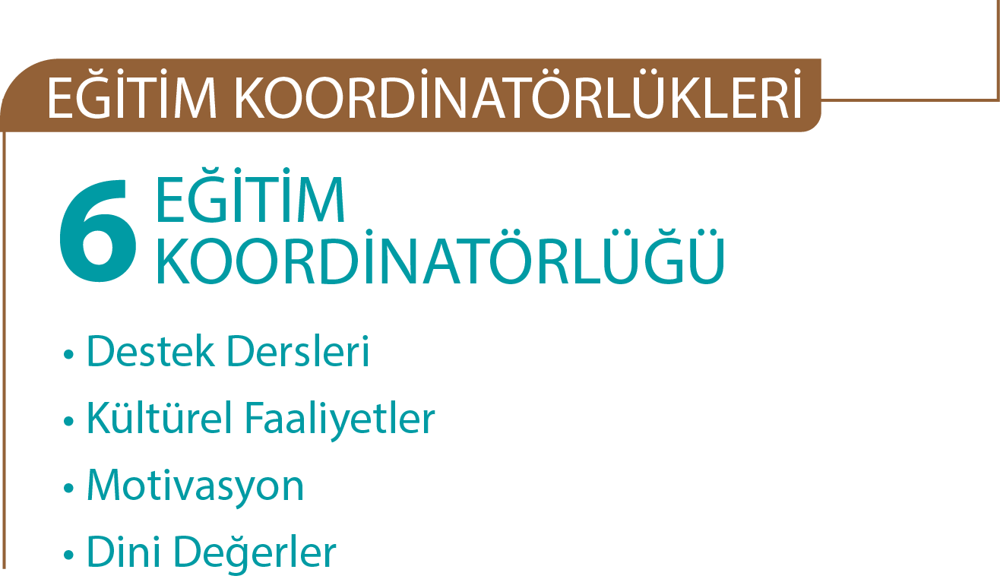 EĞİTİM KOORDİNATÖRLÜKLERİ
6 EĞİTİM
KOORDİNATÖRLÜĞÜ
• Destek Dersleri
• Kültürel Faaliyetler
• Motivasyon
• Dini Değerler